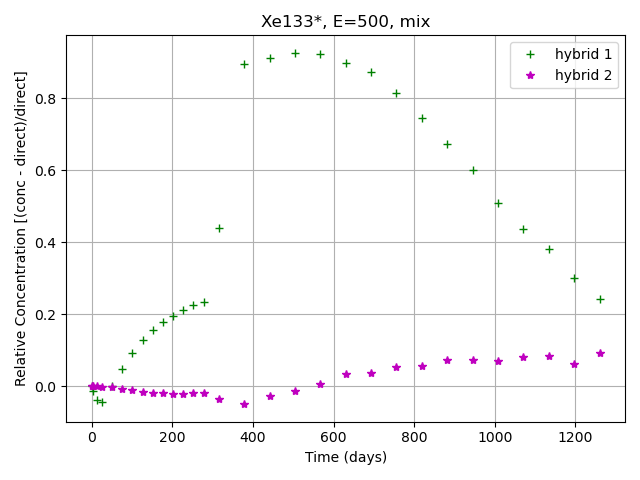 Xe133*, E=500, mix
Relative Concentration [(conc - direct)/direct]
0.8
0.6
0.4
0.2
0.0
hybrid 1
hybrid 2
0
200
400
600
800
1000
1200
Time (days)